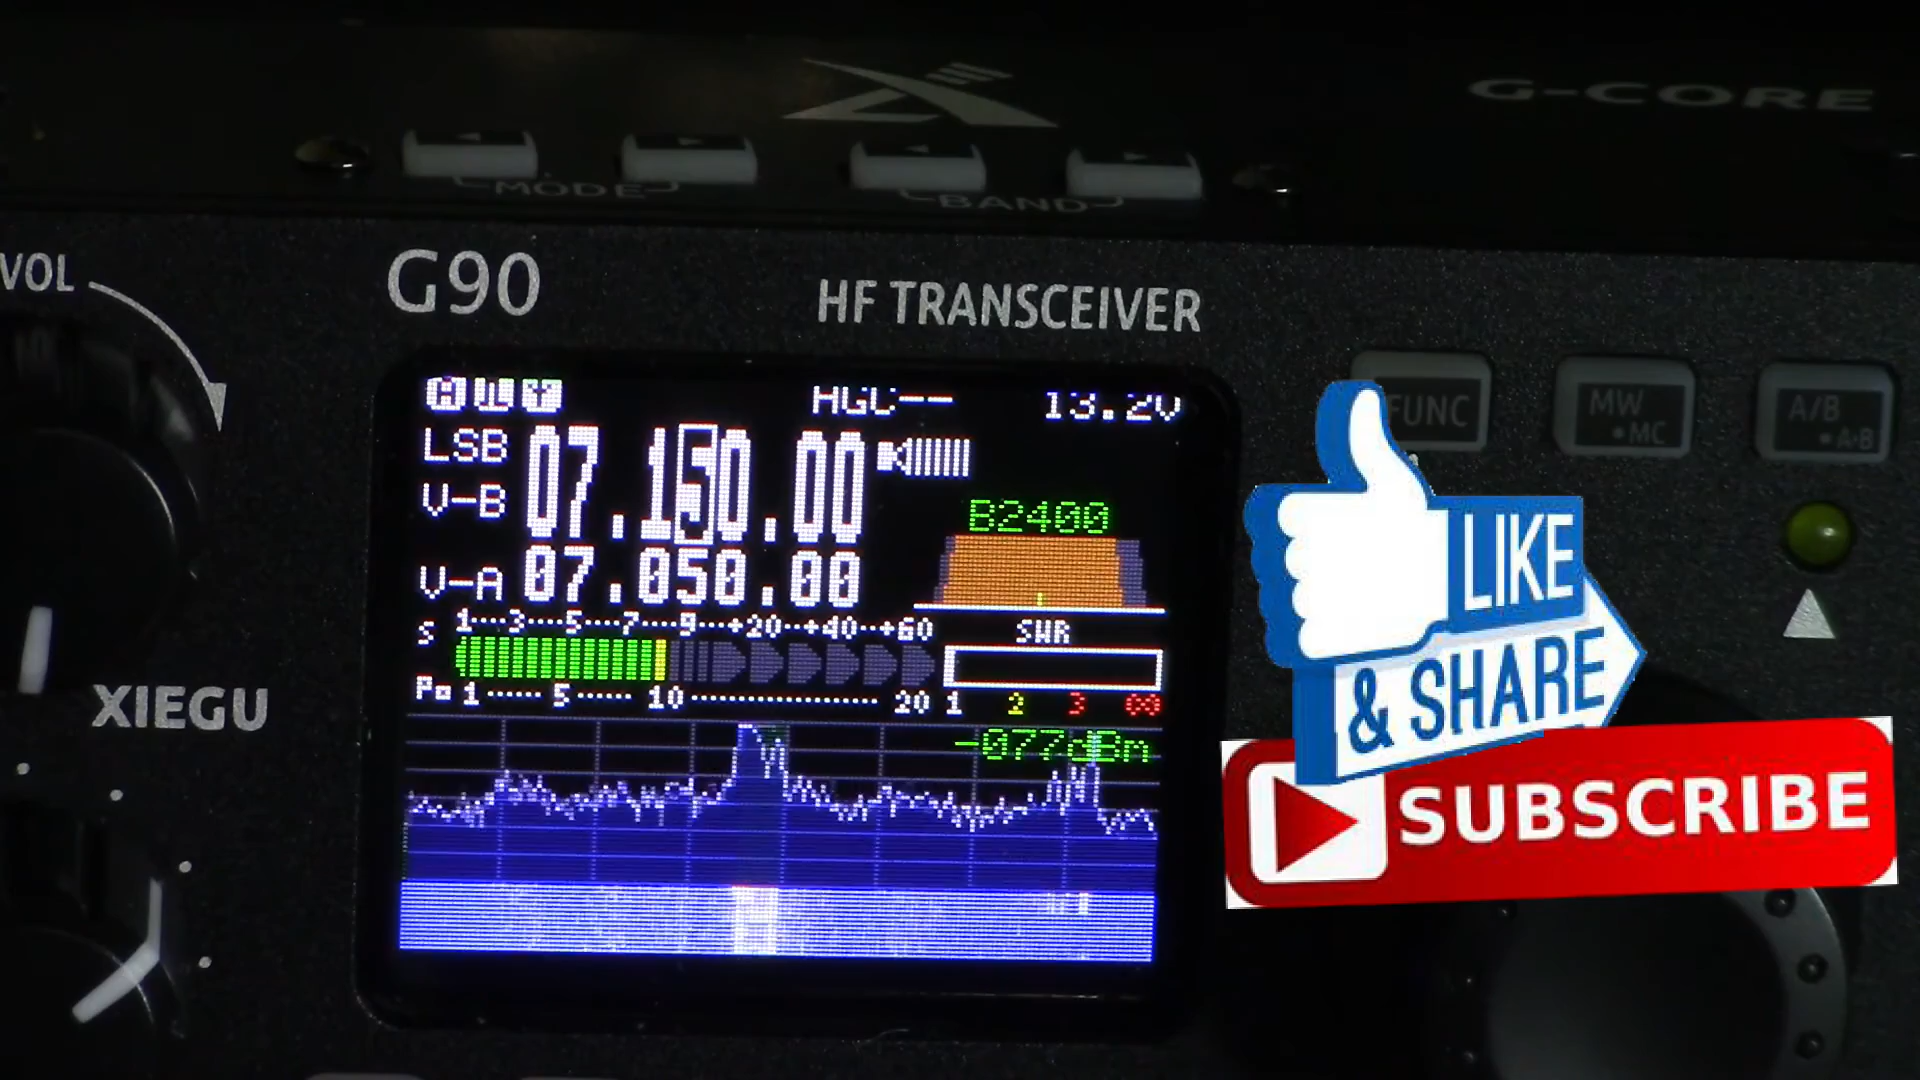 G-CORE
MODE
BAND
VOL
G90
HF TRANSCEIVER
FUNC
MW
•MC
A/B
•A·B
AGC--
13.2V
LSB
07.150.00
V-B
B2400
V-A
07.050.00
S
1--3--5--7--9--+20--+40--+60
SWR
Po
1-----5-----10---------------20
1 2 3 ∞
-077dBm
XIEGU
LIKE
& SHARE
SUBSCRIBE